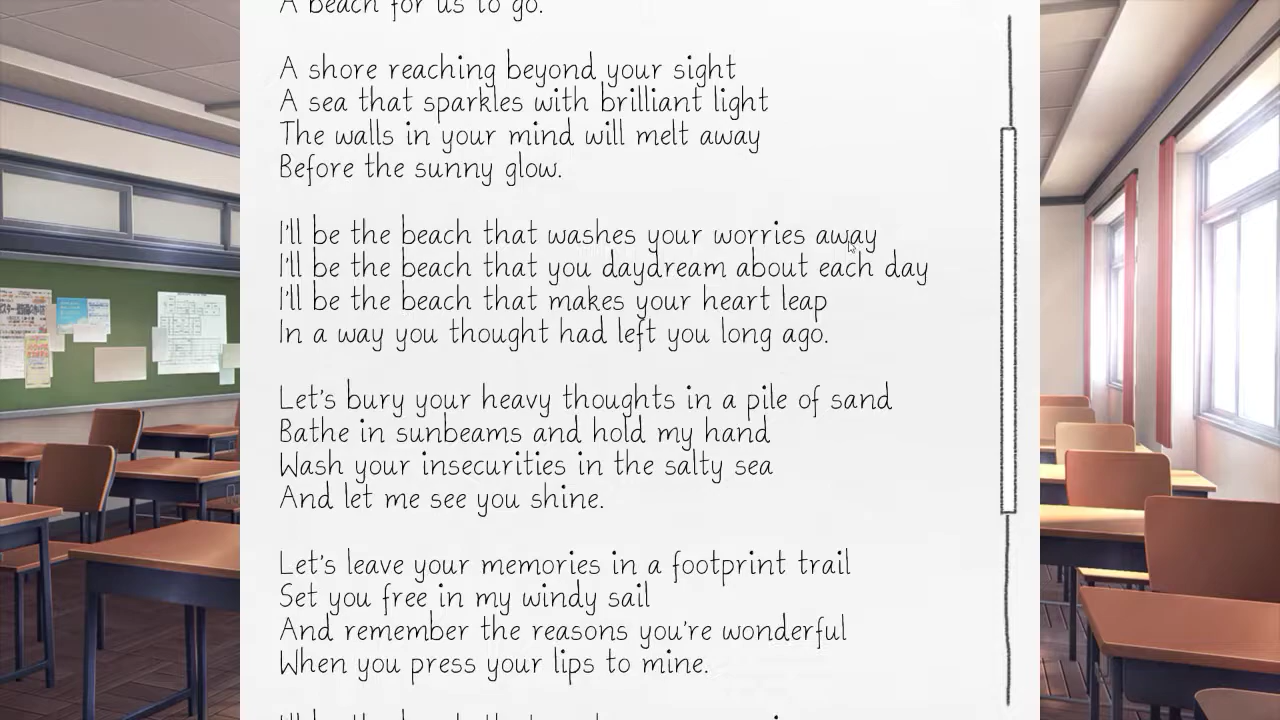 A beach for us to go.
A shore reaching beyond your sight
A sea that sparkles with brilliant light
The walls in your mind will melt away
Before the sunny glow.
I'll be the beach that washes your worries away
I'll be the beach that you daydream about each day
I'll be the beach that makes your heart leap
In a way you thought had left you long ago.
Let's bury your heavy thoughts in a pile of sand
Bathe in sunbeams and hold my hand
Wash your insecurities in the salty sea
And let me see you shine.
Let's leave your memories in a footprint trail
Set you free in my windy sail
And remember the reasons you're wonderful
When you press your lips to mine.